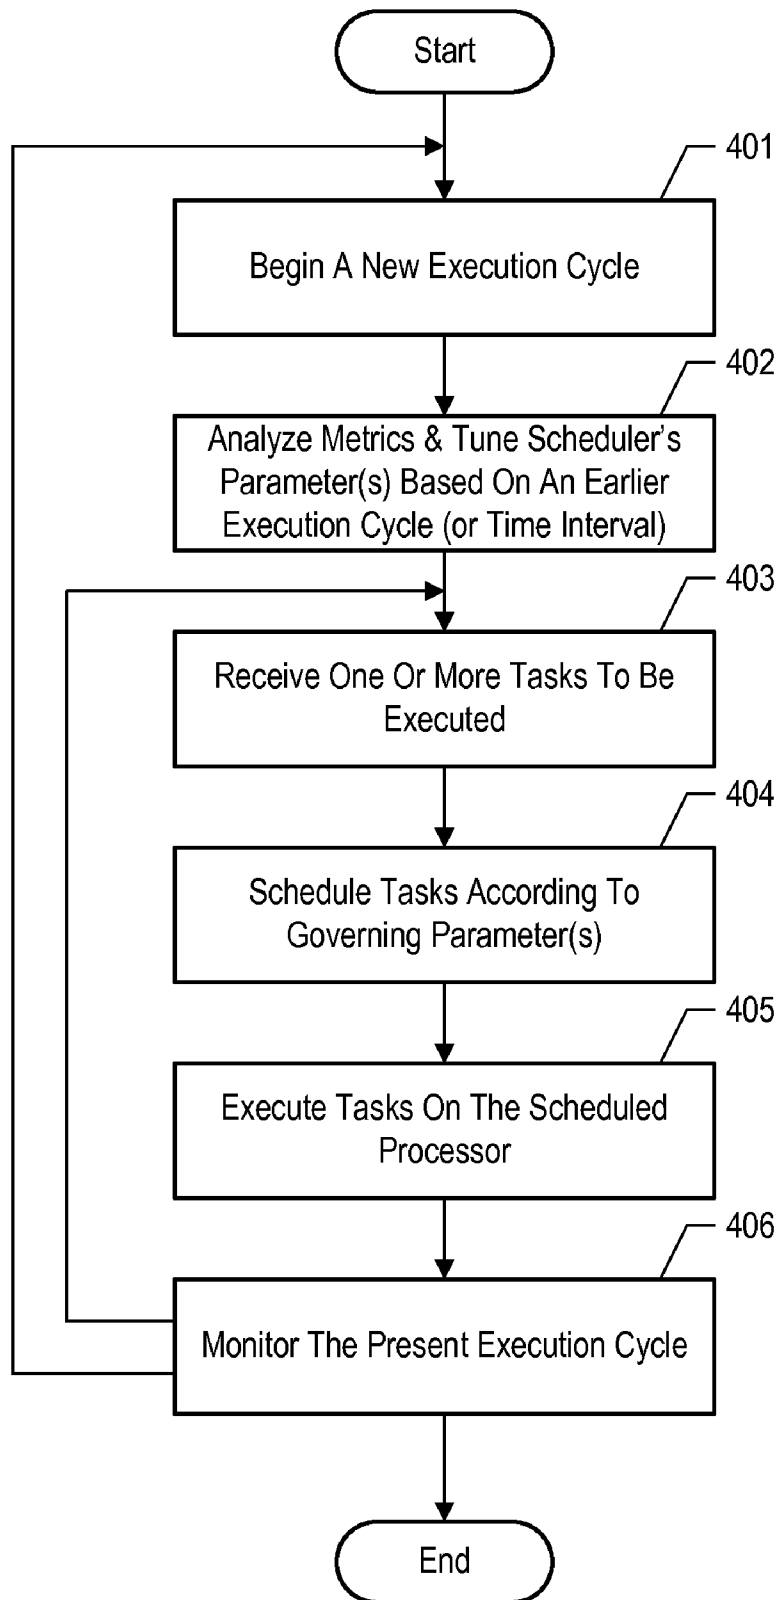 Start
401
Begin A New Execution Cycle
402
Analyze Metrics & Tune Scheduler's
Parameter(s) Based On An Earlier
Execution Cycle (or Time Interval)
403
Receive One Or More Tasks To Be
Executed
404
Schedule Tasks According To
Governing Parameter(s)
405
Execute Tasks On The Scheduled
Processor
406
Monitor The Present Execution Cycle
End